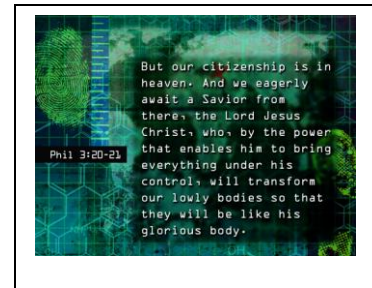 But our citizenship is in
heaven. And we eagerly
await a Savior from
there, the Lord Jesus
Christ, who, by the power
that enables him to bring
everything under his
control, will transform
our lowly bodies so that
they will be like his
glorious body.
Phil 3:20-21